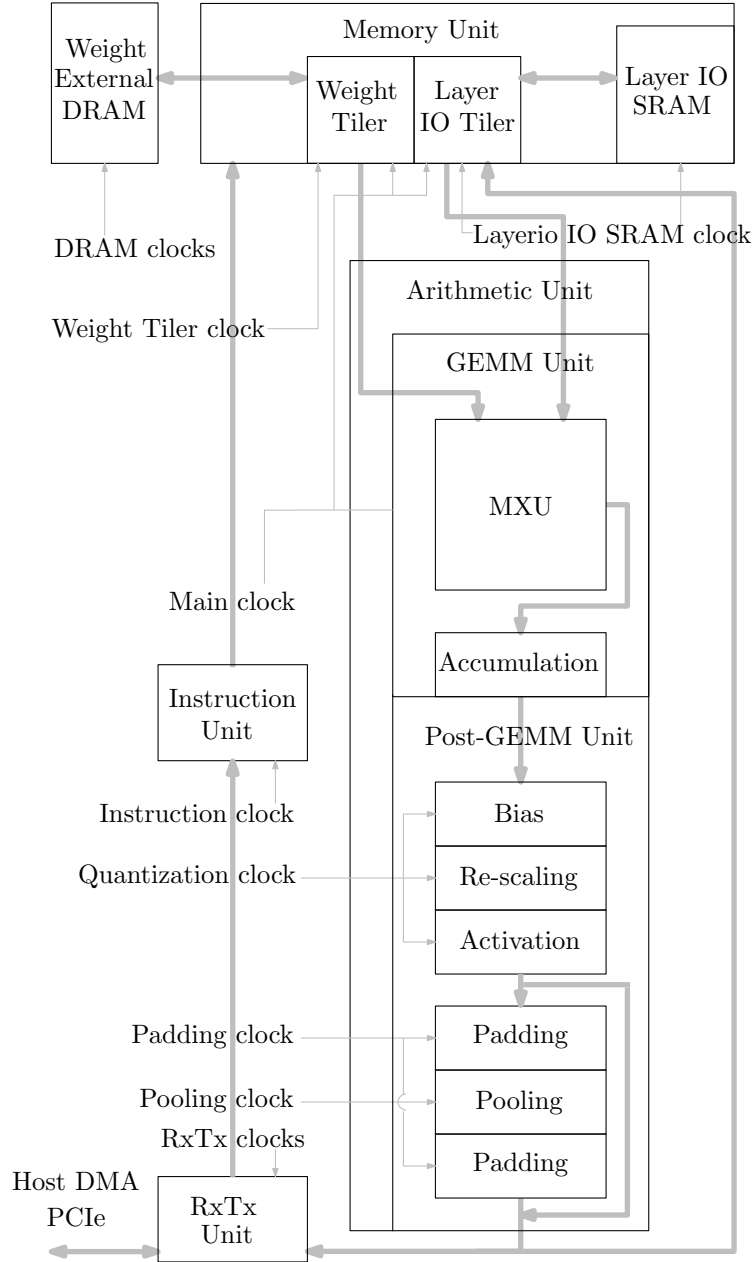 Memory Unit
Weight
External
DRAM
Weight
Tiler
Layer
IO Tiler
Layer IO
SRAM
DRAM clocks
Layerio IO SRAM clock
Arithmetic Unit
Weight Tiler clock
GEMM Unit
MXU
Main clock
Accumulation
Instruction
Unit
Post-GEMM Unit
Instruction clock
Bias
Quantization clock
Re-scaling
Activation
Padding clock
Padding
Pooling clock
Pooling
RxTx clocks
Padding
Host DMA
PCIe
RxTx
Unit